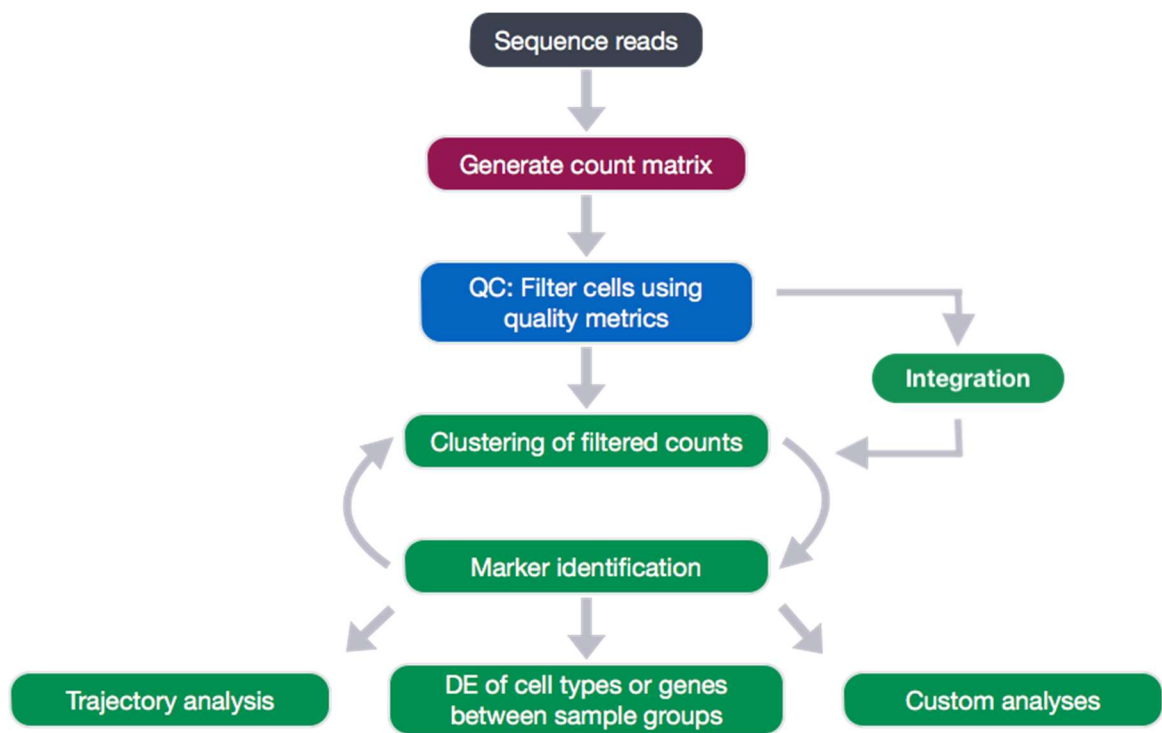 Sequence reads
Generate count matrix
QC: Filter cells using
quality metrics
Integration
Clustering of filtered counts
Marker identification
Trajectory analysis
DE of cell types or genes
between sample groups
Custom analyses